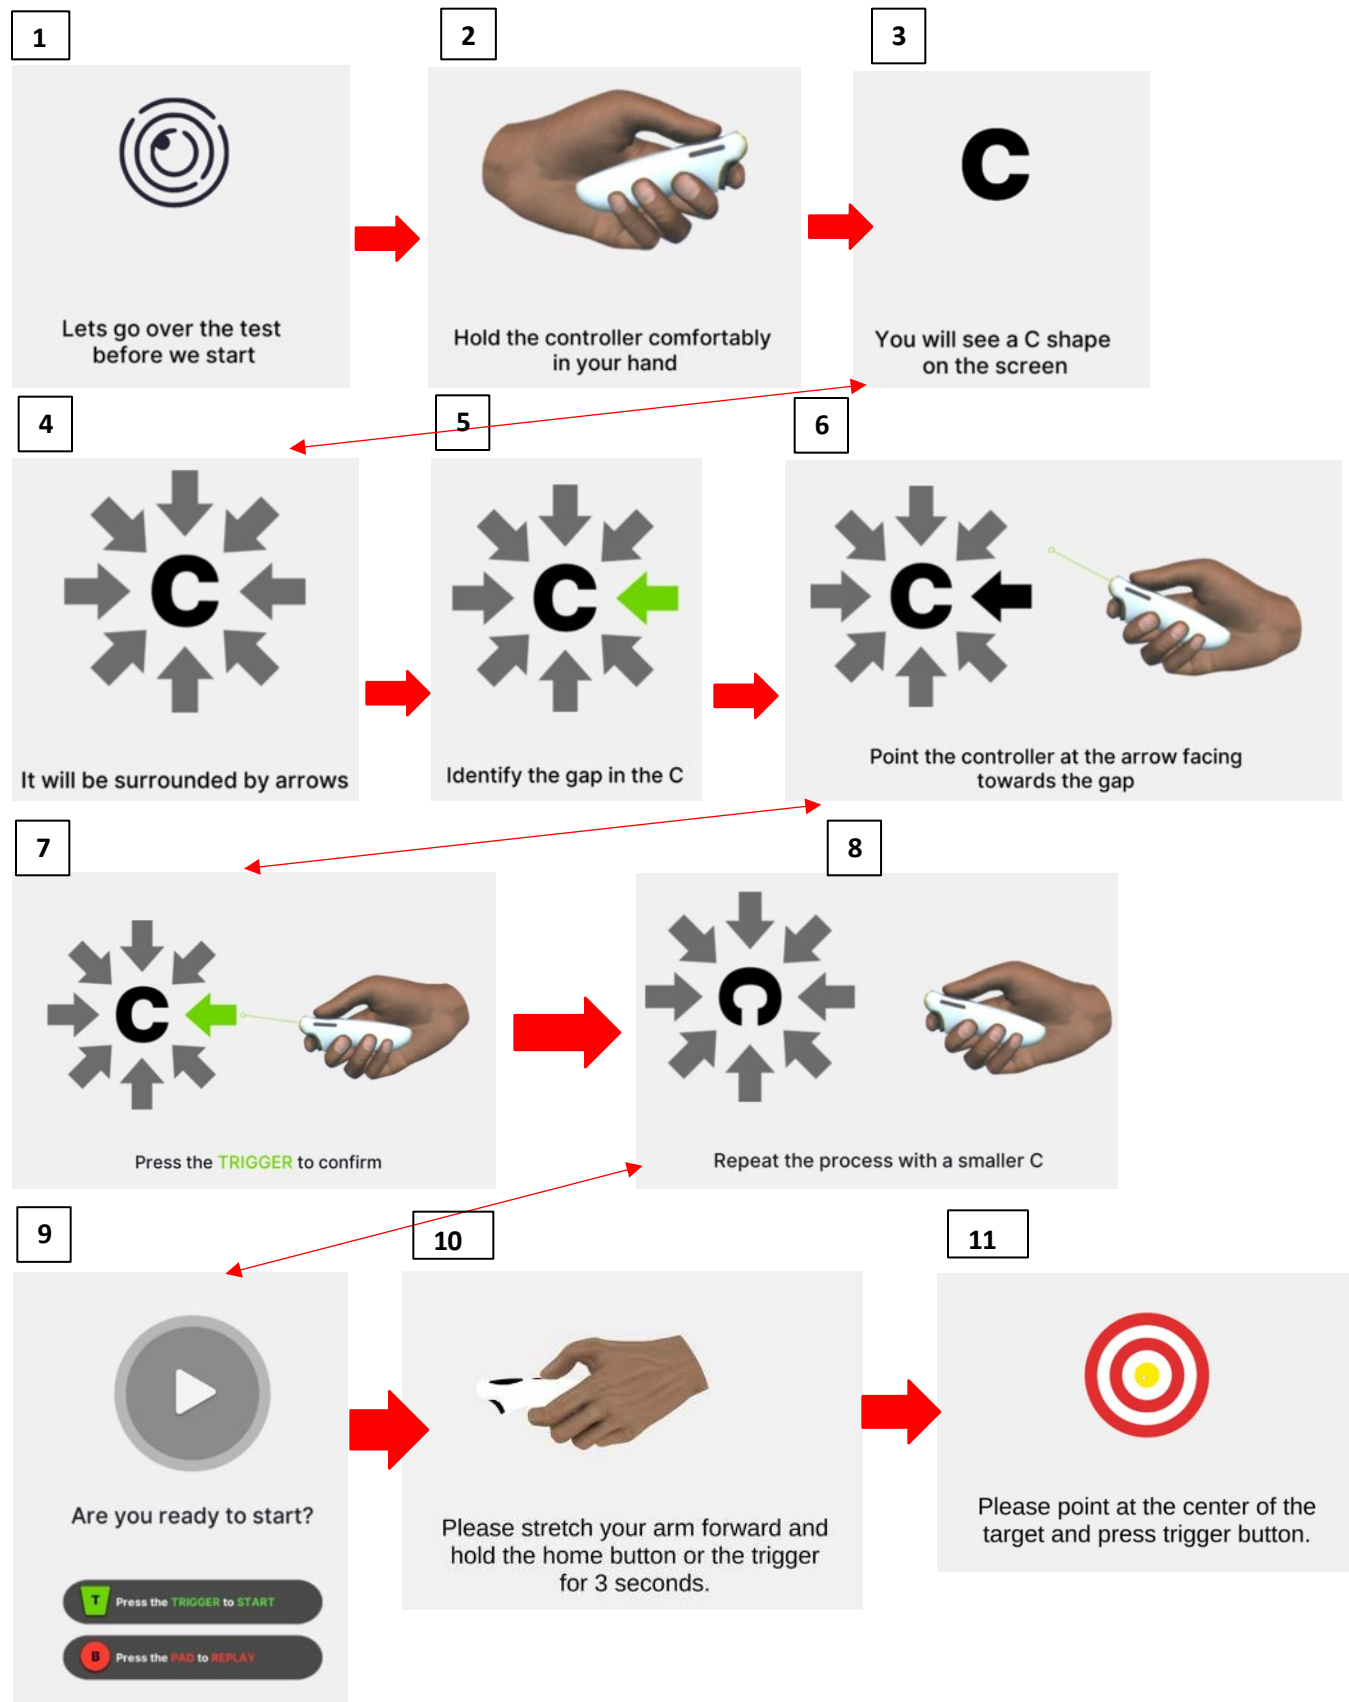 1
2
3
C
Lets go over the test
before we start
Hold the controller comfortably
in your hand
You will see a C shape
on the screen
4
5
6
C
C
C
It will be surrounded by arrows
Identify the gap in the C
Point the controller at the arrow facing
towards the gap
7
8
C
C
Press the TRIGGER to confirm
Repeat the process with a smaller C
9
10
11
Are you ready to start?
T Press the TRIGGER to START
B Press the PAD to REPLAY
Please stretch your arm forward and
hold the home button or the trigger
for 3 seconds.
Please point at the center of the
target and press trigger button.